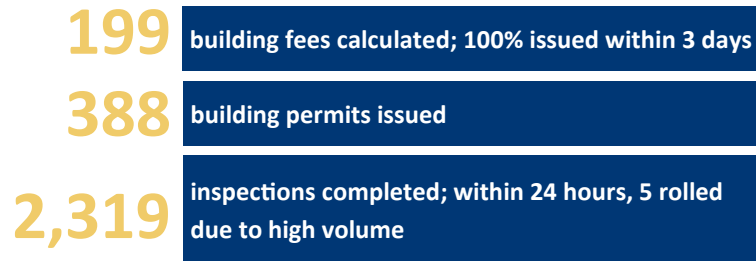 199
building fees calculated; 100% issued within 3 days
388
building permits issued
2,319
inspections completed; within 24 hours, 5 rolled
due to high volume